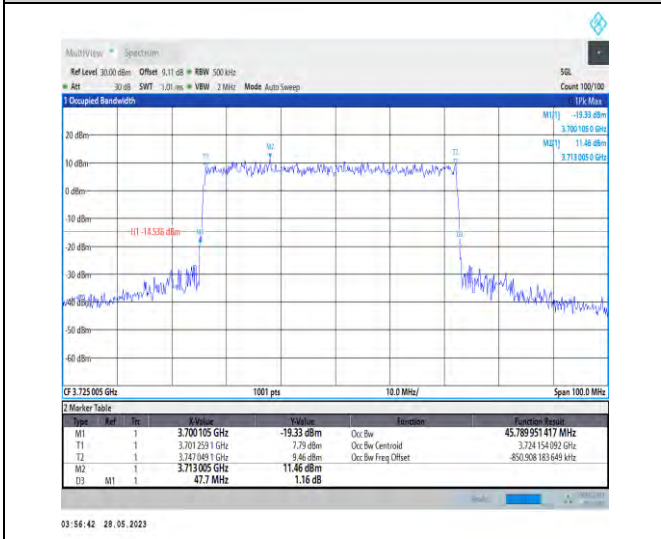 MultiView Spectrum
Ref Level 30.00 dBm Offset 9.11 dB RBW 500 kHz SGL
Att 30 dB SWT 1.01 ms VBW 2 MHz Mode Auto Sweep Count 100/100
1 Occupied Bandwidth 1Pk Max
M1[1] -19.33 dBm
3.700 105 0 GHz
20 dBm
M2[1] 11.46 dBm
3.713 005 0 GHz
M2
T1
T2
10 dBm
0 dBm
-10 dBm
H1 -14.536 dBm
M1
D3
-20 dBm
-30 dBm
-40 dBm
-50 dBm
-60 dBm
CF 3.725 005 GHz 1001 pts 10.0 MHz/ Span 100.0 MHz
2 Marker Table
Type Ref Trc X-Value Y-Value Function Function Result
M1 1 3.700 105 GHz -19.33 dBm Occ Bw 45.789 951 417 MHz
T1 1 3.701 259 1 GHz 7.79 dBm Occ Bw Centroid 3.724 154 092 GHz
T2 1 3.747 049 1 GHz 9.46 dBm Occ Bw Freq Offset -850.908 183 649 kHz
M2 1 3.713 005 GHz 11.46 dBm
D3 M1 1 47.7 MHz 1.16 dB
03:56:42 28.05.2023